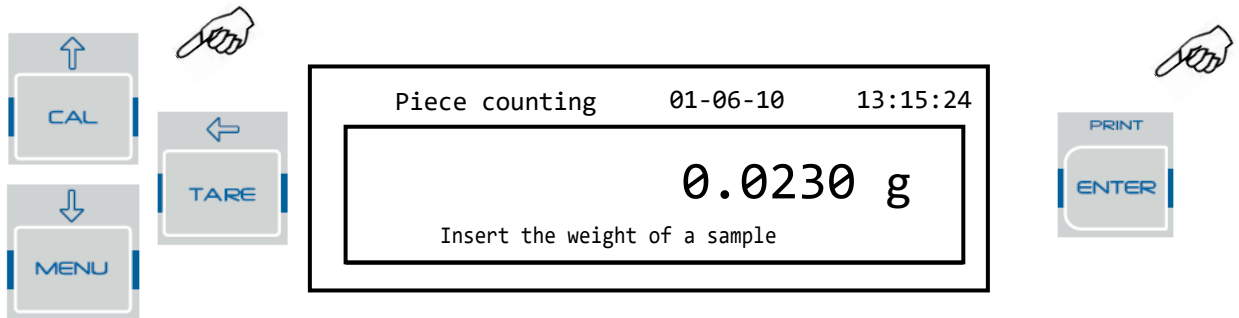 CAL
MENU
TARE
Piece counting 01-06-10 13:15:24
0.0230 g
Insert the weight of a sample
PRINT
ENTER